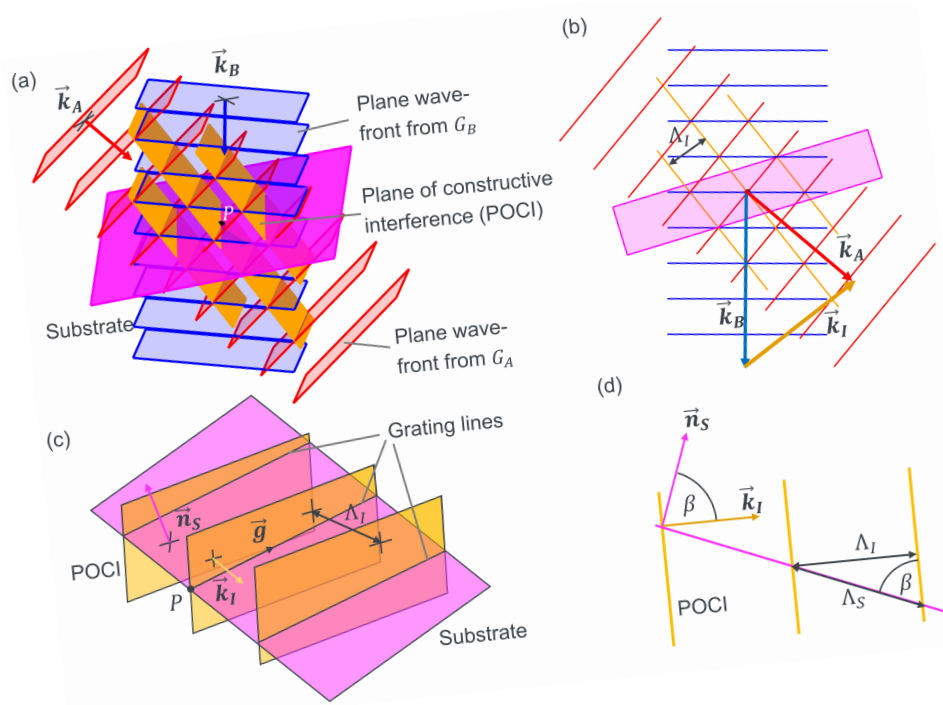 (a)
k⃗_A
k⃗_B
Plane wave-
front from G_B
Plane of constructive
interference (POCI)
P
Substrate
Plane wave-
front from G_A
(b)
Λ_I
k⃗_A
k⃗_B
k⃗_I
(c)
Grating lines
n⃗_S
Λ_I
g⃗
POCI
k⃗_I
P
Substrate
(d)
n⃗_S
β
k⃗_I
Λ_I
β
Λ_S
POCI